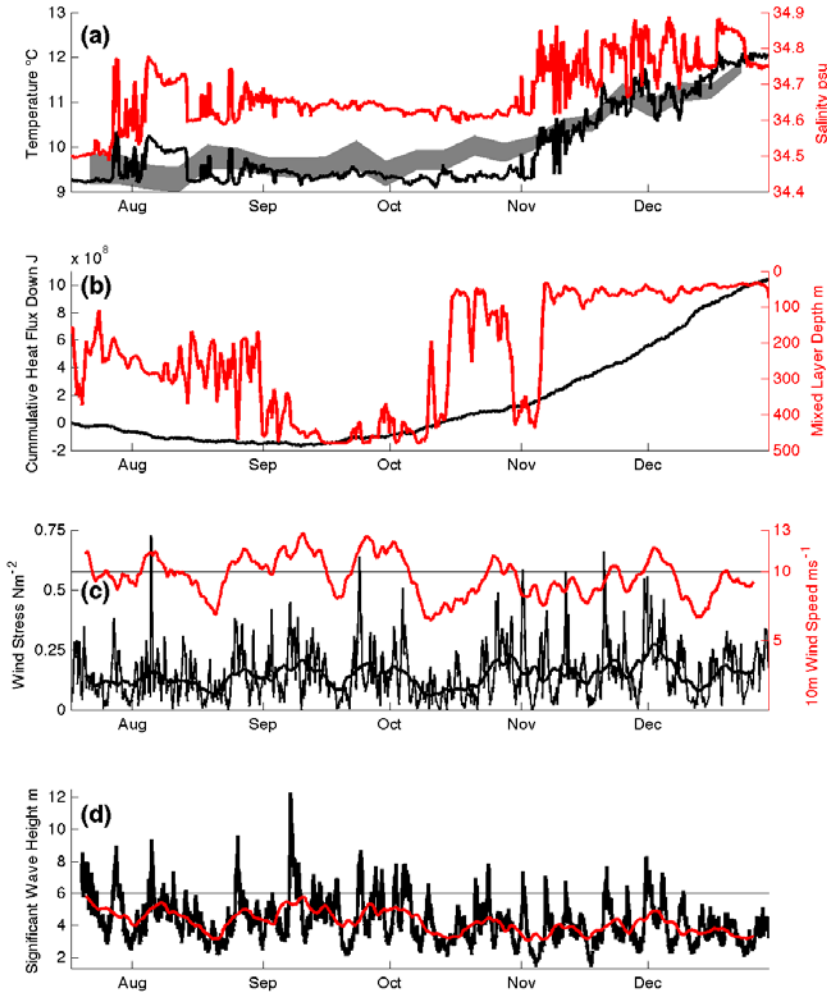 (a)
Temperature °C
13
12
11
10
9
34.9
34.8
34.7
34.6
34.5
34.4
Salinity psu
Aug Sep Oct Nov Dec
(b)
x 10^8
Cummulative Heat Flux Down J
10
8
6
4
2
0
-2
0
100
200
300
400
500
Mixed Layer Depth m
Aug Sep Oct Nov Dec
(c)
Wind Stress Nm^-2
0.75
0.5
0.25
0
13
10
5
10m Wind Speed ms^-1
Aug Sep Oct Nov Dec
(d)
Significant Wave Height m
12
10
8
6
4
2
Aug Sep Oct Nov Dec